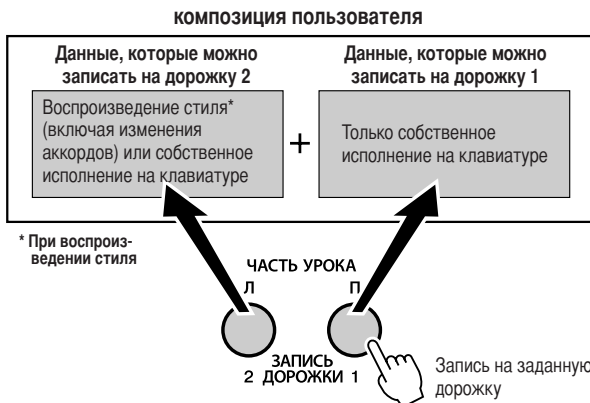 композиция пользователя
Данные, которые можно
записать на дорожку 2
Данные, которые можно
записать на дорожку 1
Воспроизведение стиля*
(включая изменения
аккордов) или собственное
исполнение на клавиатуре
+
Только собственное
исполнение на клавиатуре
* При воспроиз-
ведении стиля
ЧАСТЬ УРОКА
Л П
ЗАПИСЬ
2 ДОРОЖКИ 1
Запись на заданную
дорожку